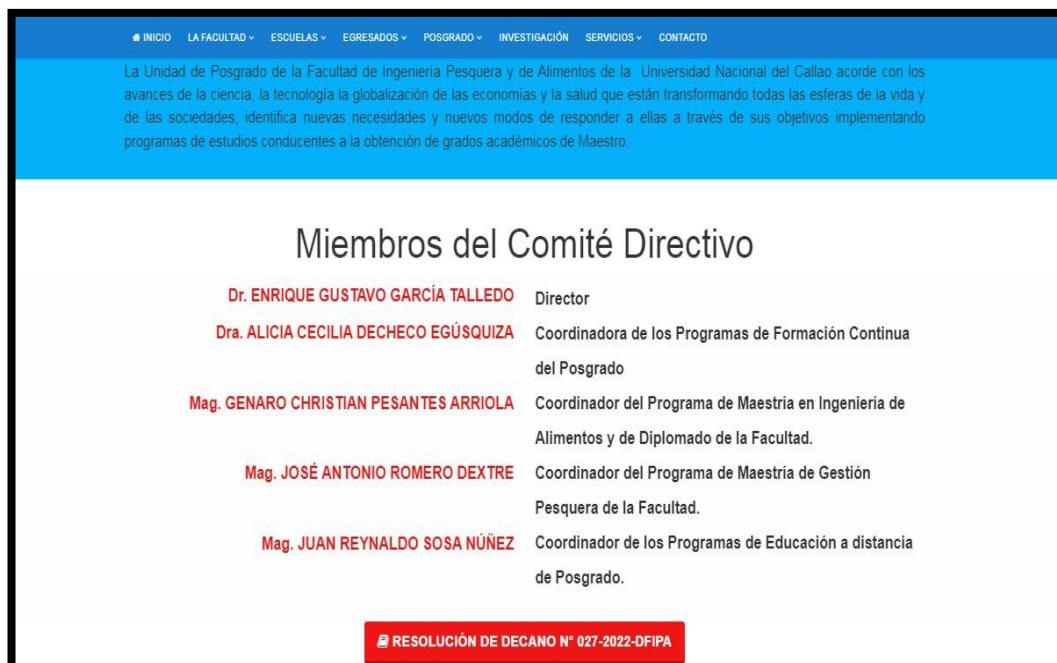 INICIO LA FACULTAD ESCUELAS EGRESADOS POSGRADO INVESTIGACIÓN SERVICIOS CONTACTO
La Unidad de Posgrado de la Facultad de Ingeniería Pesquera y de Alimentos de la Universidad Nacional del Callao acorde con los
avances de la ciencia, la tecnología la globalización de las economías y la salud que están transformando todas las esferas de la vida y
de las sociedades, identifica nuevas necesidades y nuevos modos de responder a ellas a través de sus objetivos implementando
programas de estudios conducentes a la obtención de grados académicos de Maestro.
Miembros del Comité Directivo
Dr. ENRIQUE GUSTAVO GARCÍA TALLEDO Director
Dra. ALICIA CECILIA DECHECO EGÚSQUIZA Coordinadora de los Programas de Formación Continua
del Posgrado
Mag. GENARO CHRISTIAN PESANTES ARRIOLA Coordinador del Programa de Maestría en Ingeniería de
Alimentos y de Diplomado de la Facultad.
Mag. JOSÉ ANTONIO ROMERO DEXTRE Coordinador del Programa de Maestría de Gestión
Pesquera de la Facultad.
Mag. JUAN REYNALDO SOSA NÚÑEZ Coordinador de los Programas de Educación a distancia
de Posgrado.
RESOLUCIÓN DE DECANO N° 027-2022-DFIPA